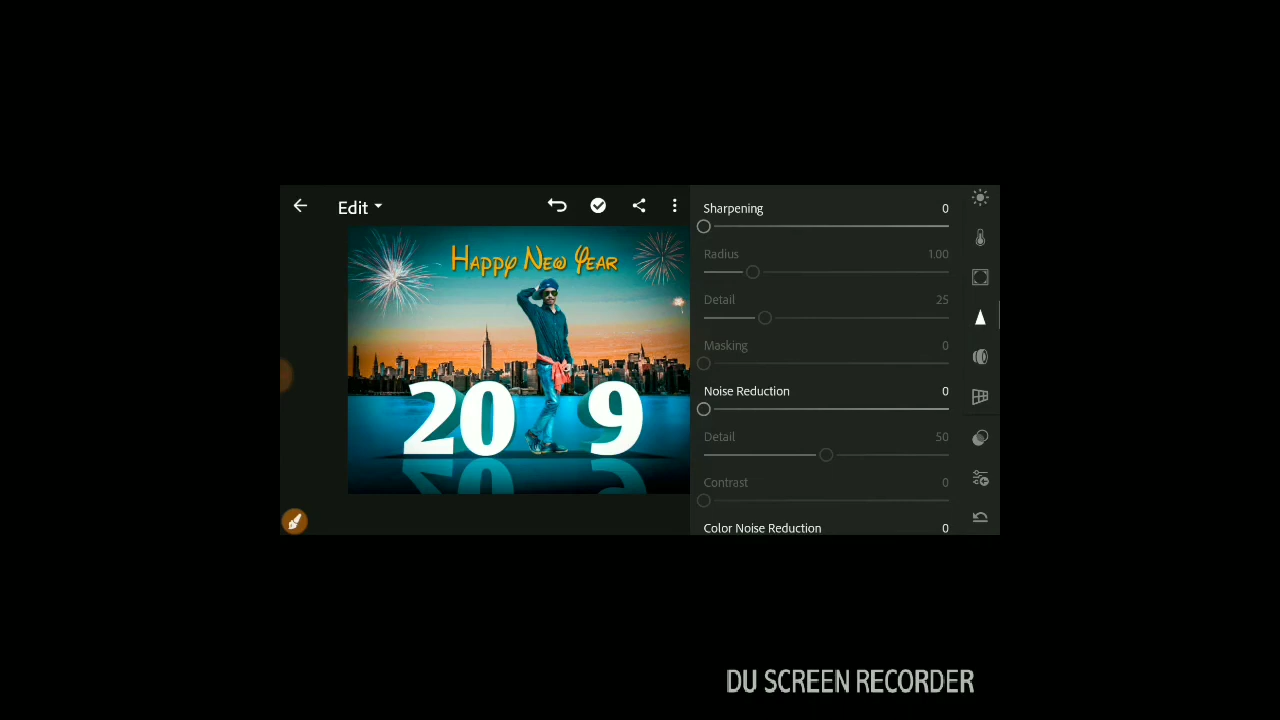 Edit
HAPPY NEW YEAR
20 9
Sharpening 0
Radius 1.00
Detail 25
Masking 0
Noise Reduction 0
Detail 50
Contrast 0
Color Noise Reduction 0
DU SCREEN RECORDER